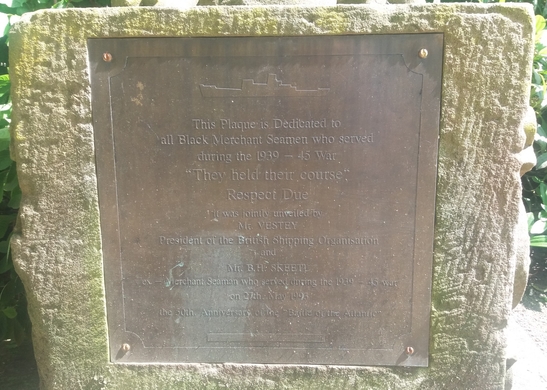 This Plaque is Dedicated to
all Black Merchant Seamen who served
during the 1939 – 45 War
"They held their course",
Respect Due
It was jointly unveiled by
Mr. VESTEY
President of the British Shipping Organisation
and
Mr.
ex Merchant Seaman who served during the 1939 – 45 war
on 27th May 1993
the 50th Anniversary of the "Battle of the Atlantic"